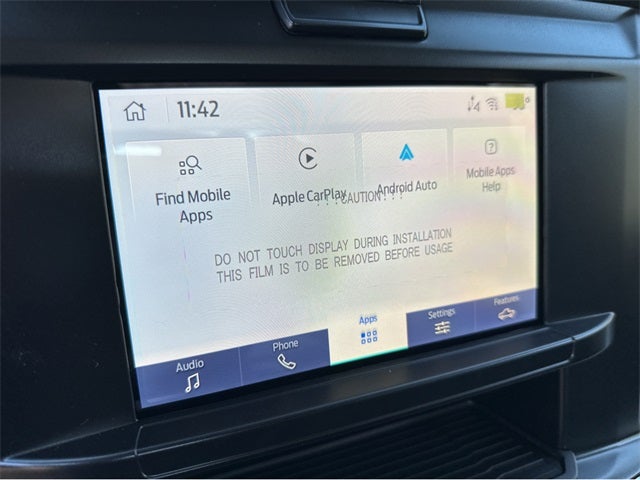 11:42
Find Mobile
Apps
Apple CarPlay
Android Auto
Mobile Apps
Help
!!!CAUTION!!!
DO NOT TOUCH DISPLAY DURING INSTALLATION
THIS FILM IS TO BE REMOVED BEFORE USAGE
Audio
Phone
Apps
Settings
Features